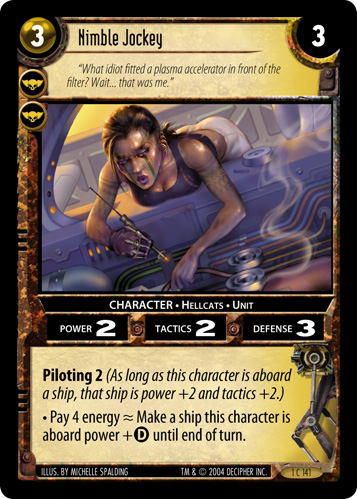 3 Nimble Jockey 3
"What idiot fitted a plasma accelerator in front of the
filter? Wait... that was me."
CHARACTER • HELLCATS • UNIT
POWER 2 TACTICS 2 DEFENSE 3
Piloting 2 (As long as this character is aboard
a ship, that ship is power +2 and tactics +2.)
• Pay 4 energy ≈ Make a ship this character is
aboard power + D until end of turn.
ILLUS. BY MICHELLE SPALDING TM & © 2004 DECIPHER INC. 1 C 141